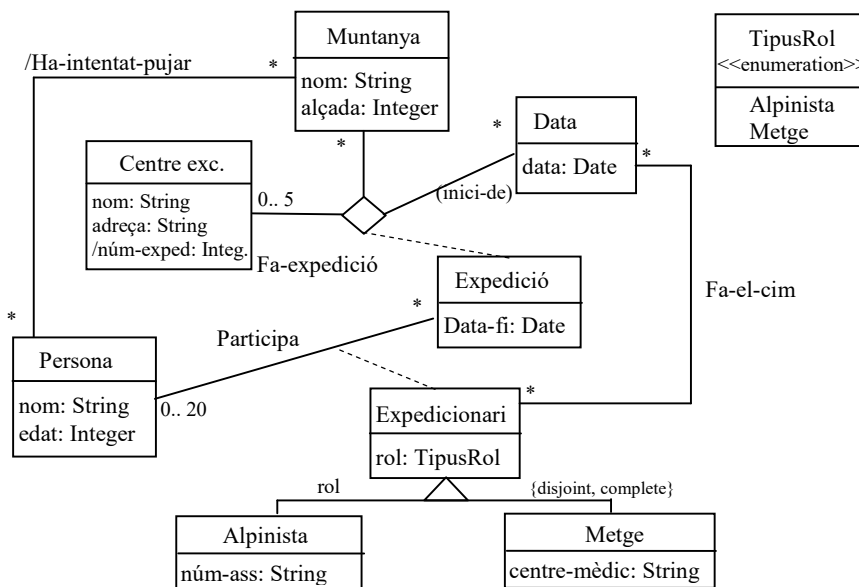 Muntanya
nom: String
alçada: Integer
TipusRol
<<enumeration>>
Alpinista
Metge
/Ha-intentat-pujar
*
*
*
Data
data: Date
*
Centre exc.
nom: String
adreça: String
/núm-exped: Integ.
0.. 5
(inici-de)
Fa-expedició
Expedició
Data-fi: Date
Fa-el-cim
*
*
Participa
Persona
nom: String
edat: Integer
0.. 20
*
Expedicionari
rol: TipusRol
rol
{disjoint, complete}
Alpinista
núm-ass: String
Metge
centre-mèdic: String